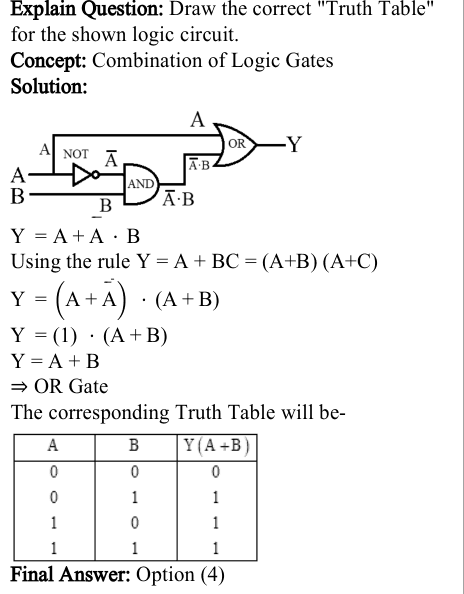 Explain Question: Draw the correct "Truth Table"
for the shown logic circuit.
Concept: Combination of Logic Gates
Solution:
A
A NOT A̅ OR Y
A̅·B
A AND
B B A̅·B
Y = A + A̅ · B
Using the rule Y = A + BC = (A+B) (A+C)
Y = (A + A̅) · (A + B)
Y = (1) · (A + B)
Y = A + B
⇒ OR Gate
The corresponding Truth Table will be-
A B Y(A+B)
0 0 0
0 1 1
1 0 1
1 1 1
Final Answer: Option (4)